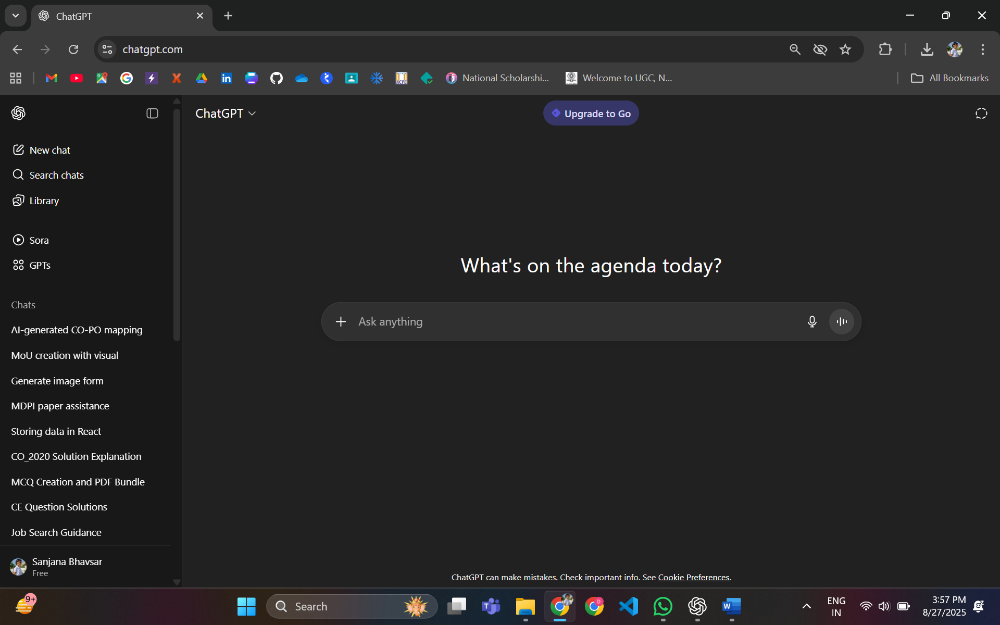 ChatGPT
chatgpt.com
National Scholarshi...
Welcome to UGC, N...
All Bookmarks
ChatGPT
Upgrade to Go
New chat
Search chats
Library
Sora
GPTs
Chats
AI-generated CO-PO mapping
MoU creation with visual
Generate image form
MDPI paper assistance
Storing data in React
CO_2020 Solution Explanation
MCQ Creation and PDF Bundle
CE Question Solutions
Job Search Guidance
Sanjana Bhavsar
Free
What's on the agenda today?
Ask anything
ChatGPT can make mistakes. Check important info. See Cookie Preferences.
9+
Search
ENG
IN
3:57 PM
8/27/2025